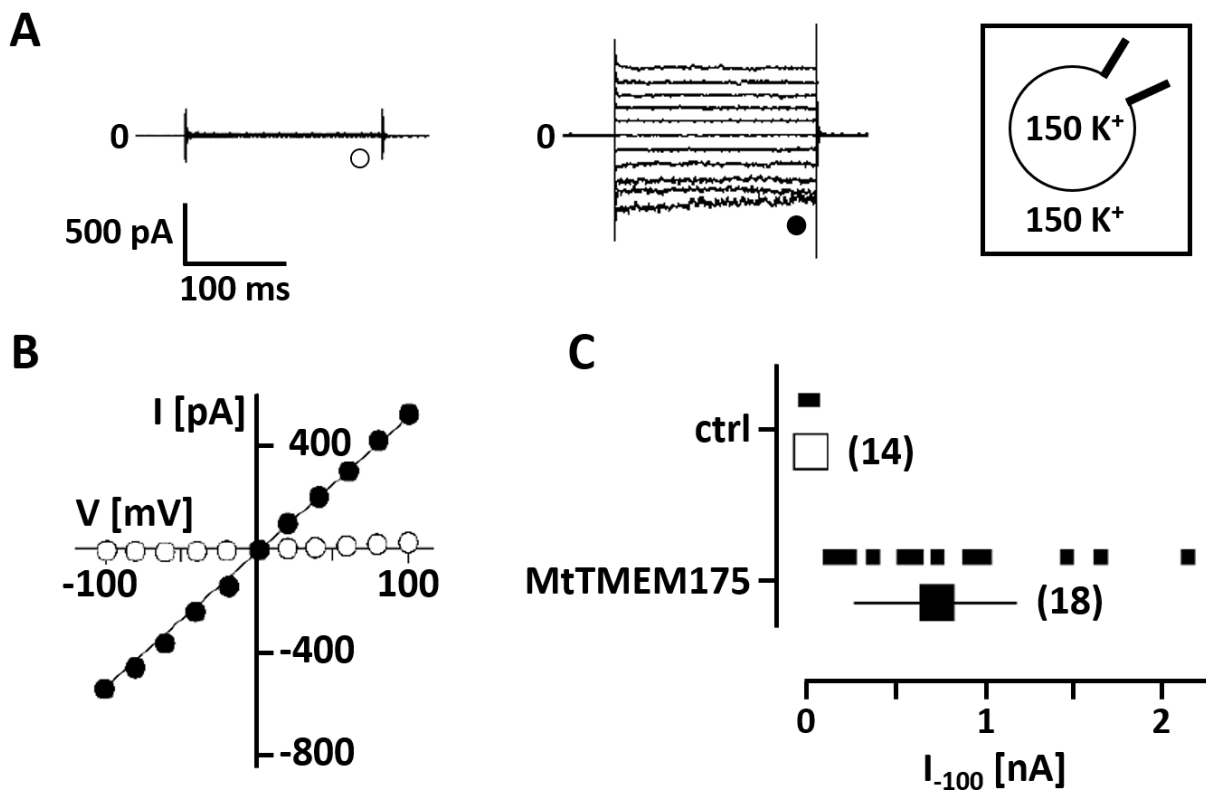 A
0
500 pA
100 ms
0
150 K⁺
150 K⁺
B
I [pA]
400
V [mV]
-100
100
-400
-800
C
ctrl
(14)
MtTMEM175
(18)
0
1
2
I₋₁₀₀ [nA]